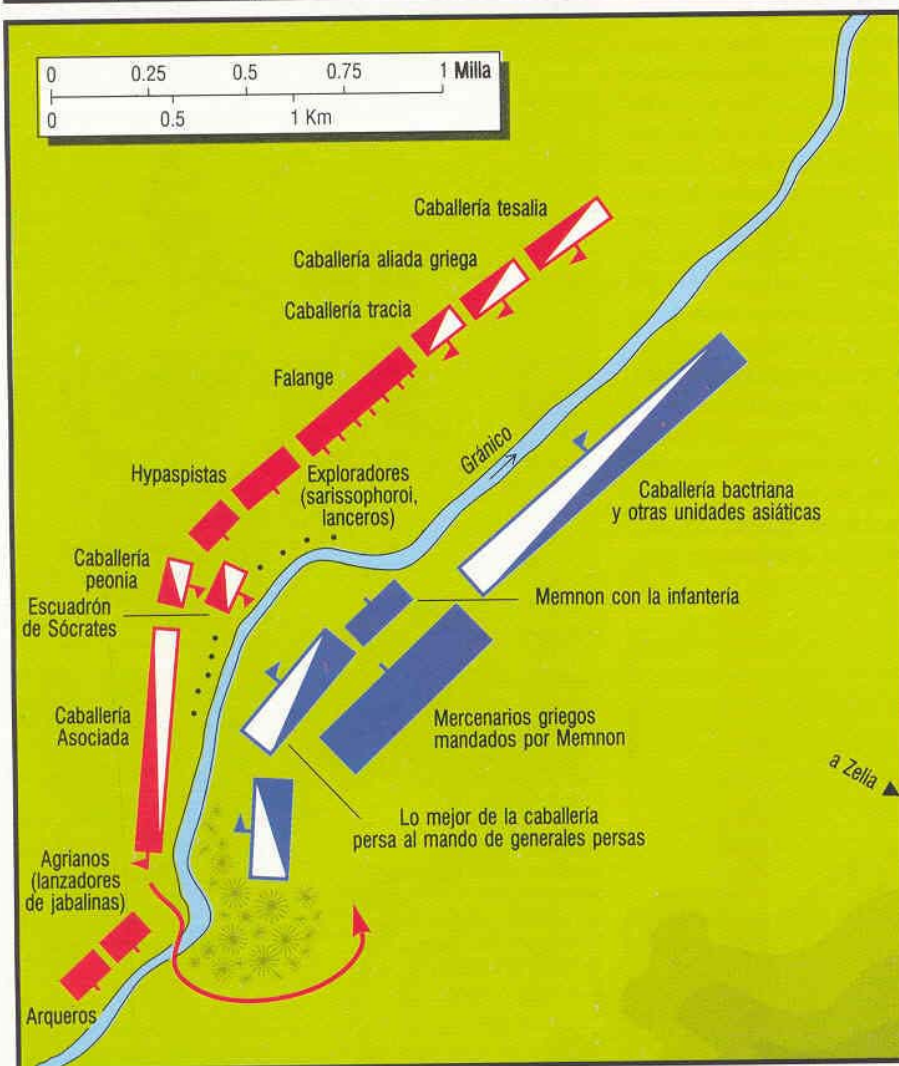 0 0.25 0.5 0.75 1 Milla
0 0.5 1 Km
Caballería tesalia
Caballería aliada griega
Caballería tracia
Falange
Hypaspistas
Exploradores
(sarissophoroi,
lanceros)
Gránico
Caballería bactriana
y otras unidades asiáticas
Caballería
peonia
Escuadrón
de Sócrates
Memnon con la infantería
Caballería
Asociada
Mercenarios griegos
mandados por Memnon
a Zelia
Lo mejor de la caballería
persa al mando de generales persas
Agrianos
(lanzadores
de jabalinas)
Arqueros